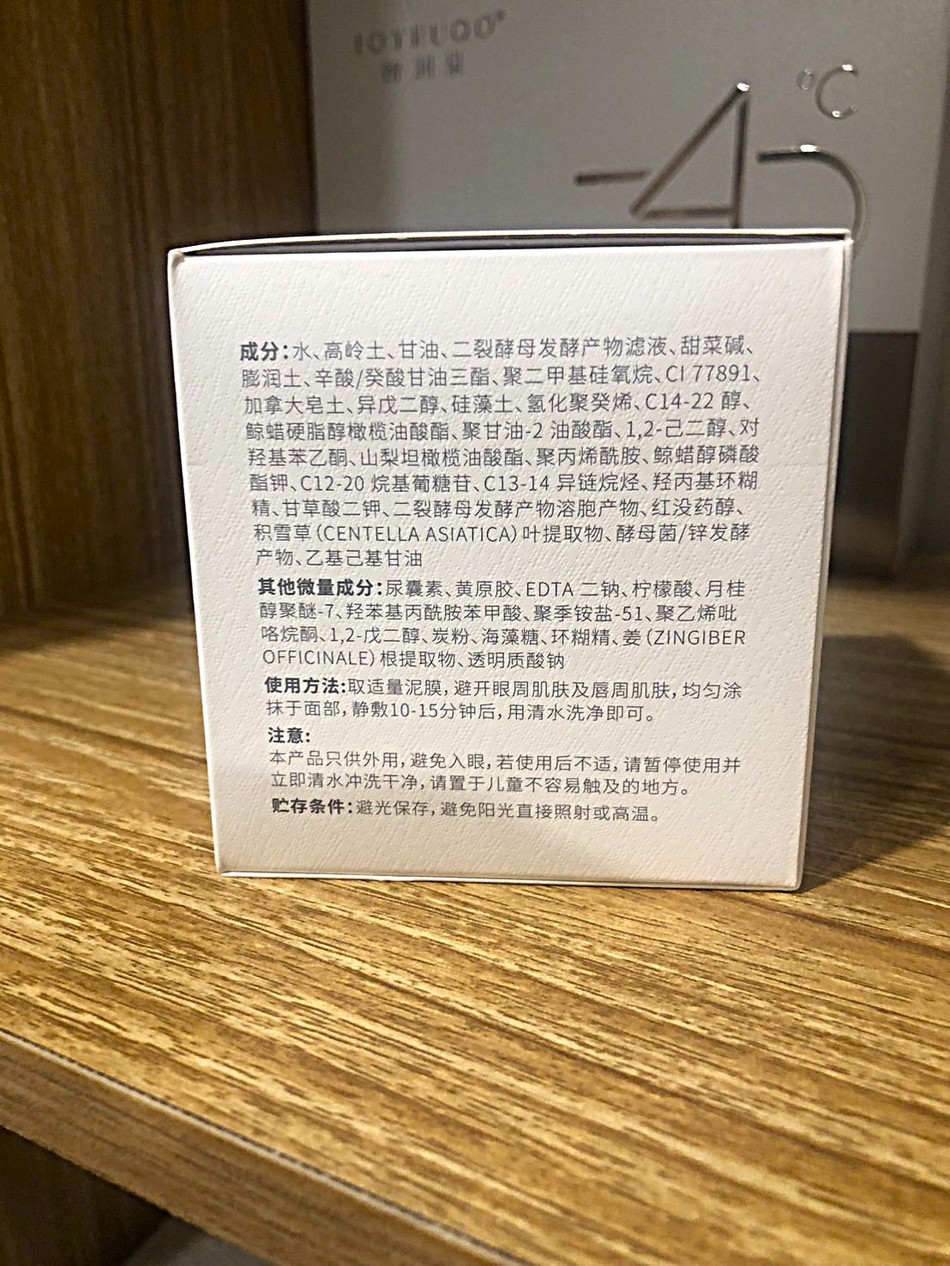 ℃
-45
成分:水、高岭土、甘油、二裂酵母发酵产物滤液、甜菜碱、
膨润土、辛酸/癸酸甘油三酯、聚二甲基硅氧烷、CI 77891、
加拿大皂土、异戊二醇、硅藻土、氢化聚癸烯、C14-22 醇、
鲸蜡硬脂醇橄榄油酸酯、聚甘油-2 油酸酯、1,2-己二醇、对
羟基苯乙酮、山梨坦橄榄油酸酯、聚丙烯酰胺、鲸蜡醇磷酸
酯钾、C12-20 烷基葡糖苷、C13-14 异链烷烃、羟丙基环糊
精、甘草酸二钾、二裂酵母发酵产物溶胞产物、红没药醇、
积雪草(CENTELLA ASIATICA)叶提取物、酵母菌/锌发酵
产物、乙基己基甘油
其他微量成分:尿囊素、黄原胶、EDTA 二钠、柠檬酸、月桂
醇聚醚-7、羟苯基丙酰胺苯甲酸、聚季铵盐-51、聚乙烯吡
咯烷酮、1,2-戊二醇、炭粉、海藻糖、环糊精、姜(ZINGIBER
OFFICINALE)根提取物、透明质酸钠
使用方法:取适量泥膜,避开眼周肌肤及唇周肌肤,均匀涂
抹于面部,静敷10-15分钟后,用清水洗净即可。
注意:
本产品只供外用,避免入眼,若使用后不适,请暂停使用并
立即清水冲洗干净,请置于儿童不容易触及的地方。
贮存条件:避光保存,避免阳光直接照射或高温。